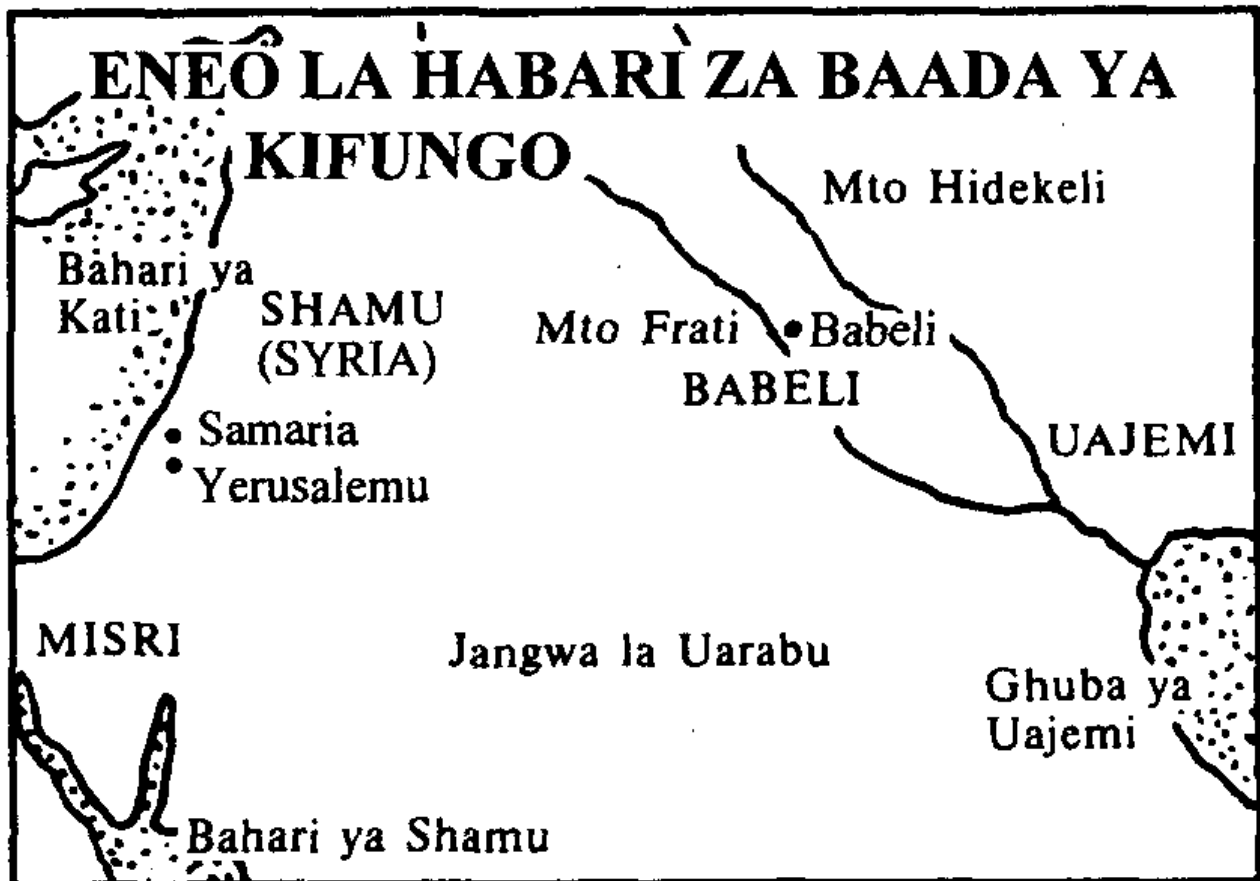 ENEO LA HABARI ZA BAADA YA
KIFUNGO
Mto Hidekeli
Bahari ya
Kati
SHAMU
(SYRIA)
Mto Frati
Babeli
BABELI
Samaria
Yerusalemu
UAJEMI
MISRI
Jangwa la Uarabu
Ghuba ya
Uajemi
Bahari ya Shamu